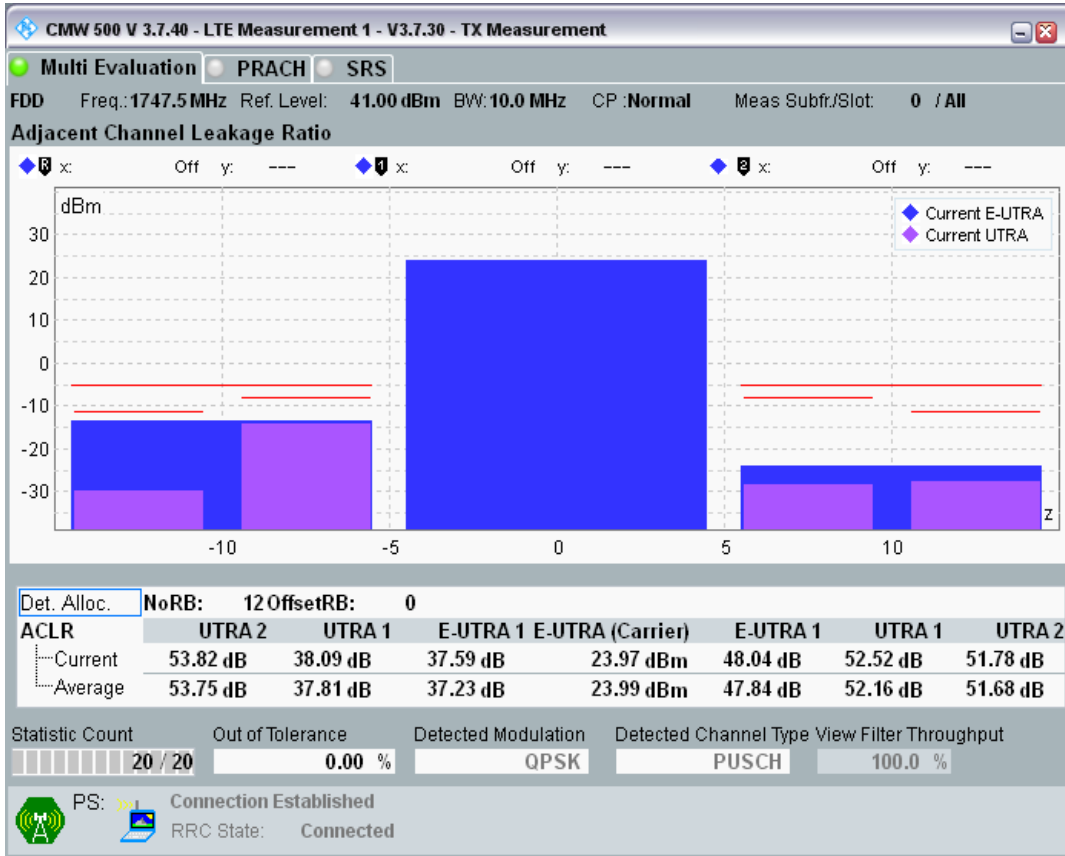 CMW 500 V 3.7.40 - LTE Measurement 1 - V3.7.30 - TX Measurement
Multi Evaluation PRACH SRS
FDD Freq.: 1747.5 MHz Ref. Level: 41.00 dBm BW: 10.0 MHz CP :Normal Meas Subfr./Slot: 0 / All
Adjacent Channel Leakage Ratio
R x: Off y: --- 1 x: Off y: --- 2 x: Off y: ---
dBm
Current E-UTRA
Current UTRA
30
20
10
0
-10
-20
-30
z
-10 -5 0 5 10
Det. Alloc. NoRB: 12 OffsetRB: 0
ACLR UTRA 2 UTRA 1 E-UTRA 1 E-UTRA (Carrier) E-UTRA 1 UTRA 1 UTRA 2
Current 53.82 dB 38.09 dB 37.59 dB 23.97 dBm 48.04 dB 52.52 dB 51.78 dB
Average 53.75 dB 37.81 dB 37.23 dB 23.99 dBm 47.84 dB 52.16 dB 51.68 dB
Statistic Count Out of Tolerance Detected Modulation Detected Channel Type View Filter Throughput
20 / 20 0.00 % QPSK PUSCH 100.0 %
PS: Connection Established
RRC State: Connected